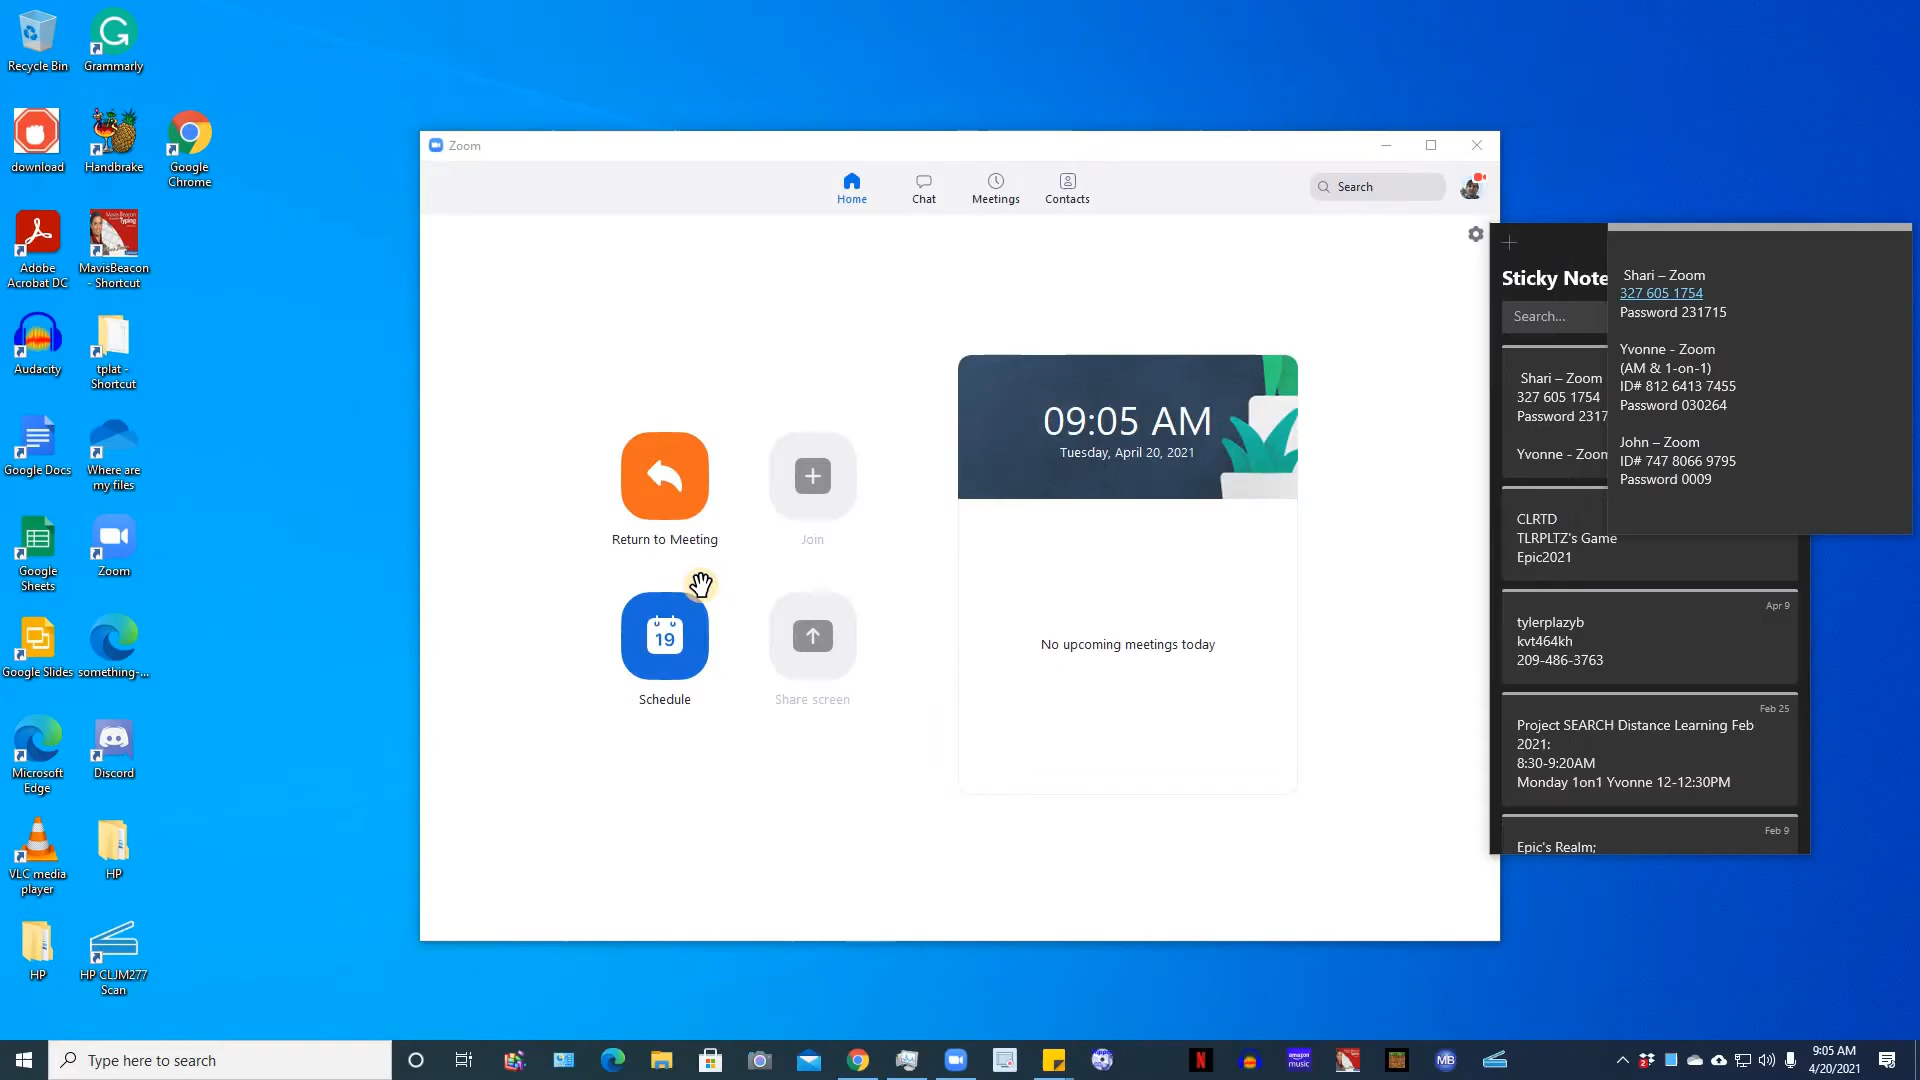 Recycle Bin
Grammarly
download
Handbrake
Google
Chrome
Adobe
Acrobat DC
MavisBeacon
- Shortcut
Audacity
tplat -
Shortcut
Google Docs
Where are
my files
Google
Sheets
Zoom
Google Slides
something-...
Microsoft
Edge
Discord
VLC media
player
HP
HP
HP CLJM277
Scan
Zoom
Home
Chat
Meetings
Contacts
Search
Return to Meeting
Join
19
Schedule
Share screen
09:05 AM
Tuesday, April 20, 2021
No upcoming meetings today
Sticky Note
Search...
Shari – Zoom
327 605 1754
Password 2317
Yvonne - Zoom
CLRTD
TLRPLTZ's Game
Epic2021
Apr 9
tylerplazyb
kvt464kh
209-486-3763
Feb 25
Project SEARCH Distance Learning Feb
2021:
8:30-9:20AM
Monday 1on1 Yvonne 12-12:30PM
Feb 9
Epic's Realm;
Shari – Zoom
327 605 1754
Password 231715
Yvonne - Zoom
(AM & 1-on-1)
ID# 812 6413 7455
Password 030264
John – Zoom
ID# 747 8066 9795
Password 0009
Type here to search
N
amazon
music
MB
9:05 AM
4/20/2021